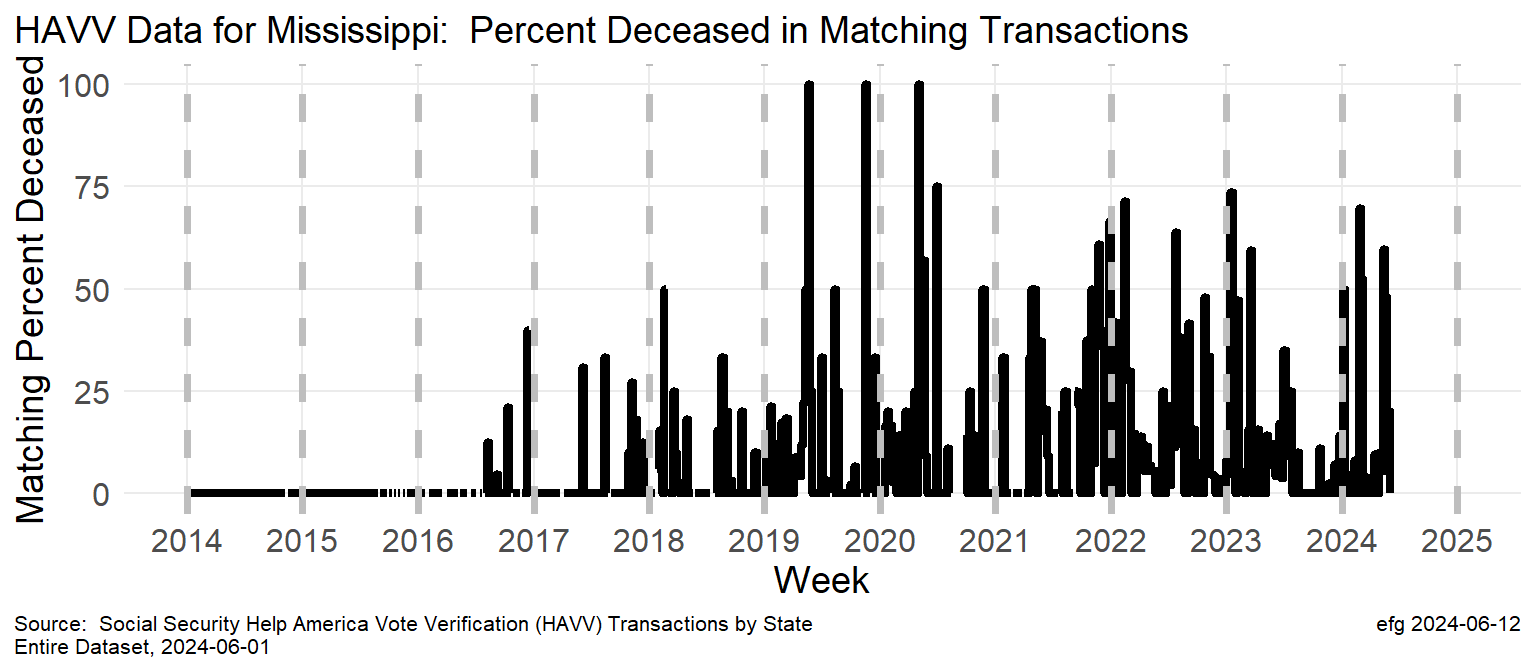 HAVV Data for Mississippi:  Percent Deceased in Matching Transactions
Matching Percent Deceased
100
75
50
25
0
2014 2015 2016 2017 2018 2019 2020 2021 2022 2023 2024 2025
Week
Source:  Social Security Help America Vote Verification (HAVV) Transactions by State
Entire Dataset, 2024-06-01
efg 2024-06-12